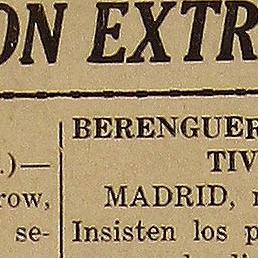 ON EXTR
.)—
row,
se-
BERENGUER
TIV
MADRID,
Insisten los p